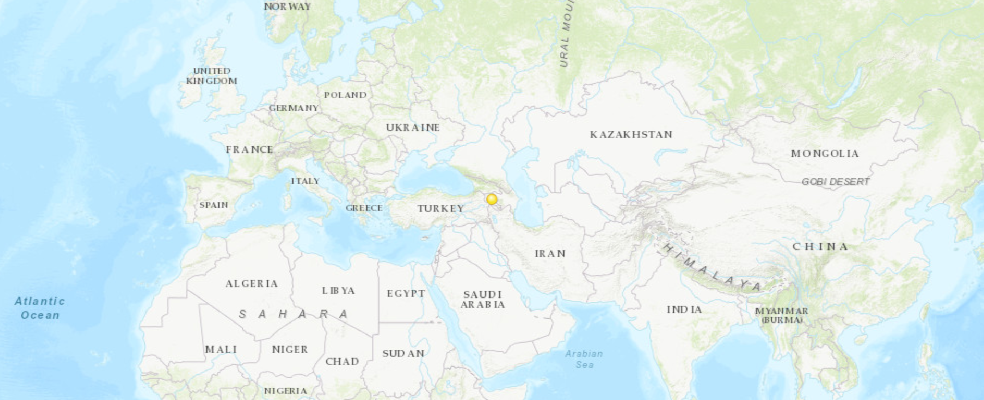 NORWAY
URAL MOU
UNITED
KINGDOM
POLAND
GERMANY
UKRAINE
KAZAKHSTAN
FRANCE
MONGOLIA
ITALY
GOBI DESERT
SPAIN
GREECE
TURKEY
CHINA
IRAN
HIMALAYA
ALGERIA
LIBYA
EGYPT
SAUDI
ARABIA
Atlantic
Ocean
SAHARA
INDIA
MYANMAR
(BURMA)
MALI
NIGER
CHAD
SUDAN
Arabian
Sea
NIGERIA